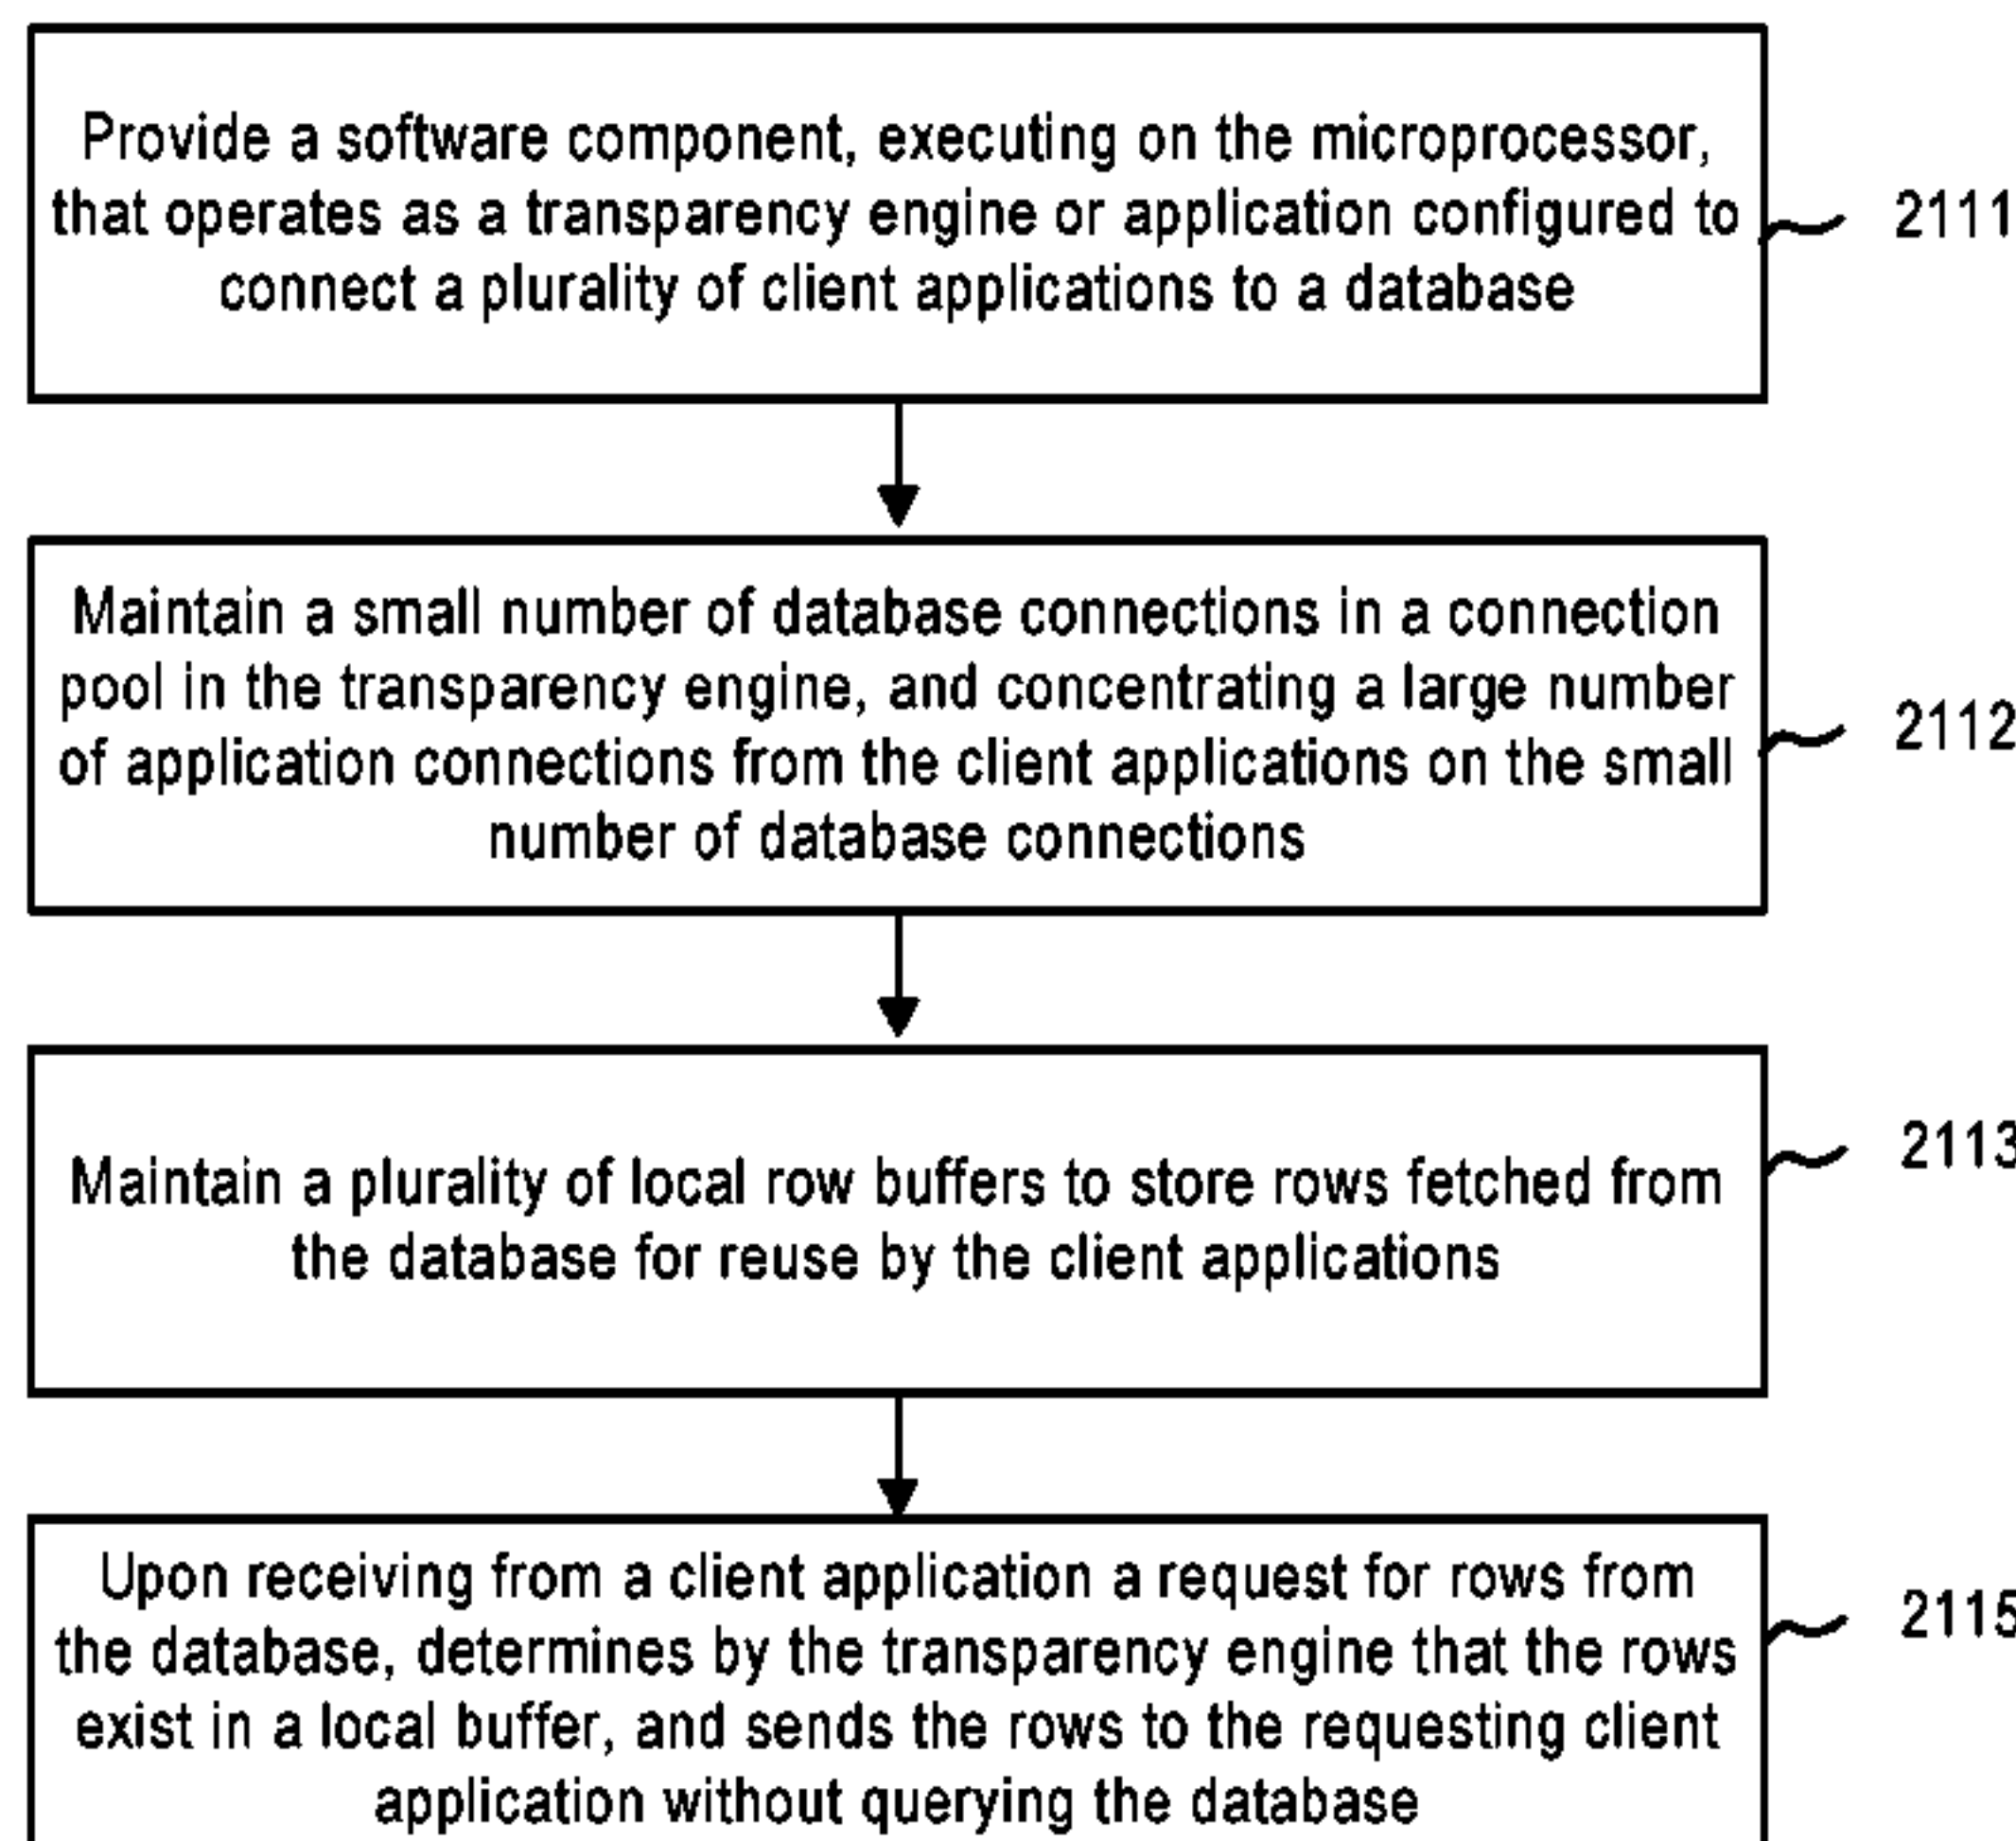 Provide a software component, executing on the microprocessor,
that operates as a transparency engine or application configured to
connect a plurality of client applications to a database
2111
Maintain a small number of database connections in a connection
pool in the transparency engine, and concentrating a large number
of application connections from the client applications on the small
number of database connections
2112
Maintain a plurality of local row buffers to store rows fetched from
the database for reuse by the client applications
2113
Upon receiving from a client application a request for rows from
the database, determines by the transparency engine that the rows
exist in a local buffer, and sends the rows to the requesting client
application without querying the database
2115